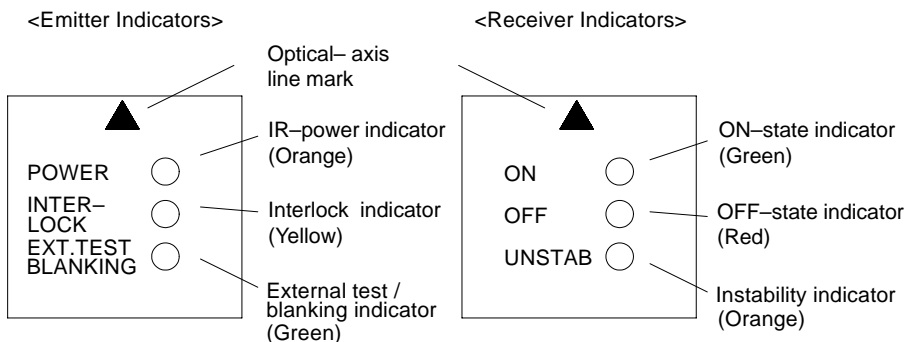 <Emitter Indicators>
<Receiver Indicators>
Optical– axis
line mark
IR–power indicator
(Orange)
POWER
INTER–
LOCK
Interlock indicator
(Yellow)
EXT.TEST
BLANKING
External test /
blanking indicator
(Green)
ON–state indicator
(Green)
ON
OFF
OFF–state indicator
(Red)
UNSTAB
Instability indicator
(Orange)